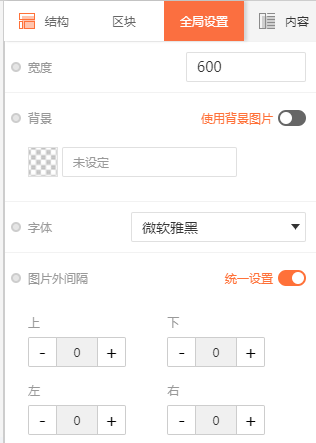 结构 区块 全局设置 内容
宽度 600
背景 使用背景图片
未设定
字体 微软雅黑
图片外间隔 统一设置
上 下
- 0 + - 0 +
左 右
- 0 + - 0 +